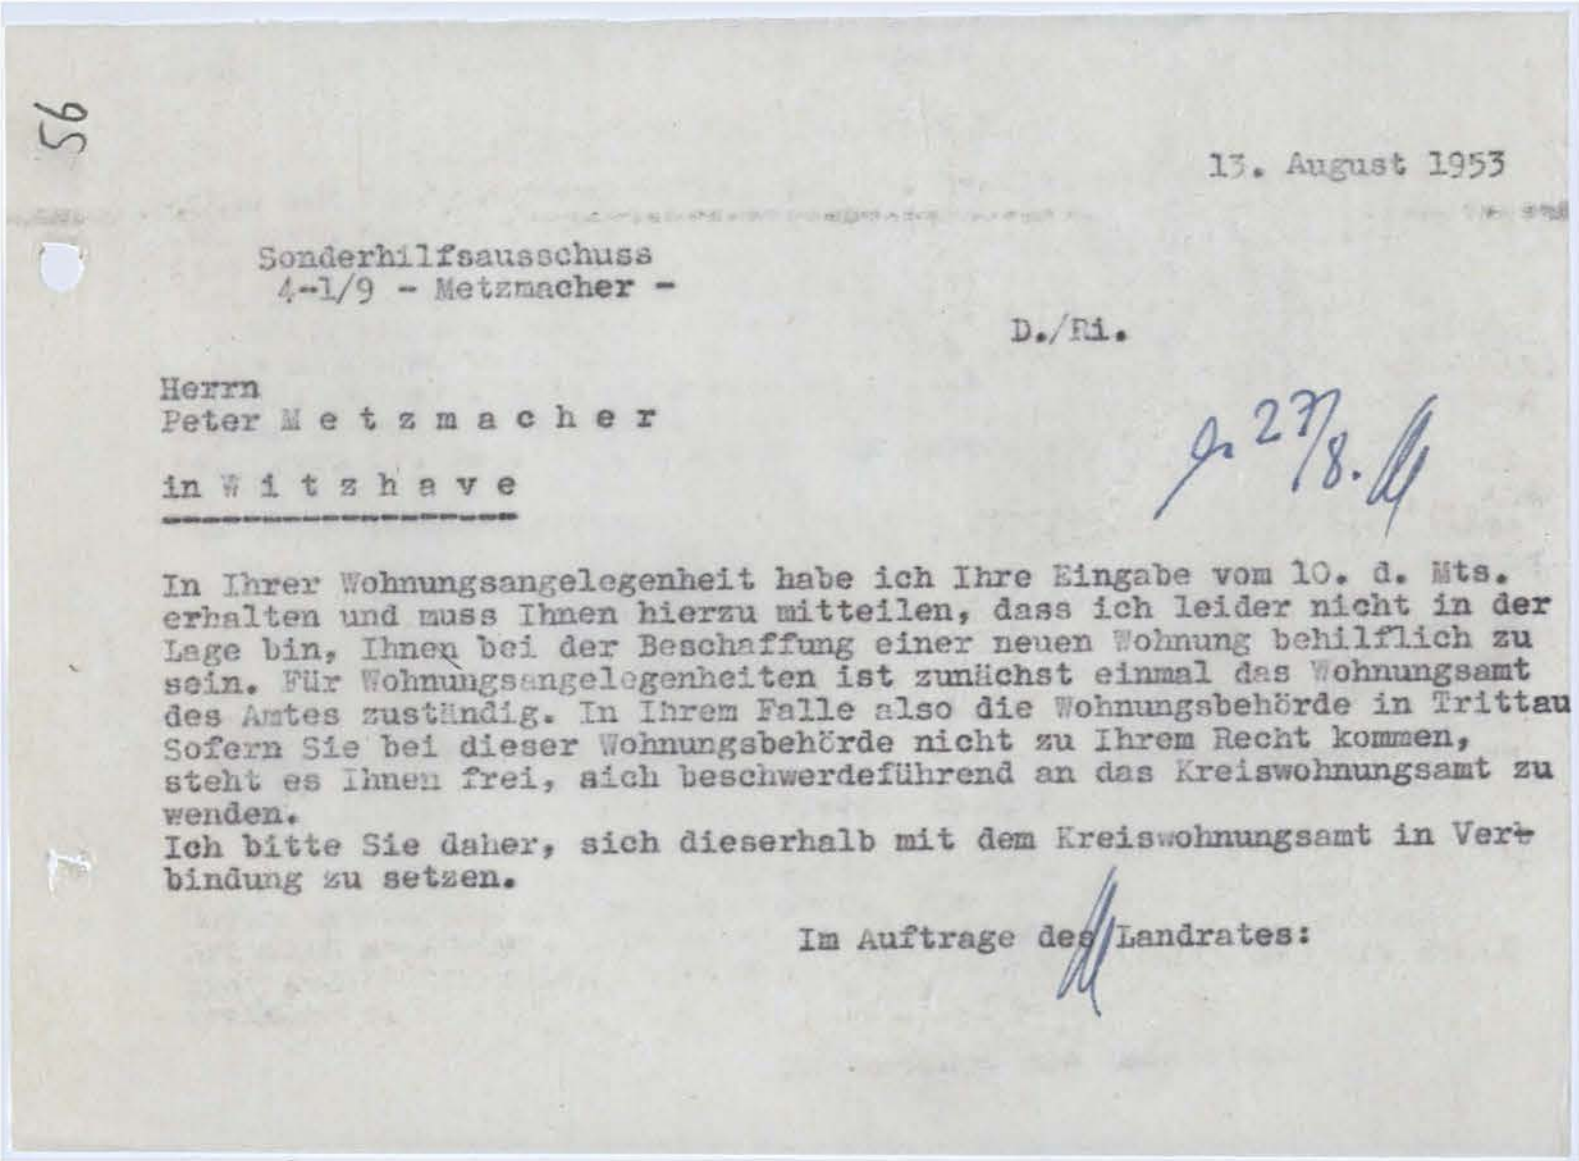 56
13. August 1953
Sonderhilfsausschuss
4-1/9 - Metzmacher -
D./Ri.
Herrn
Peter M e t z m a c h e r
in W i t z h a v e
27/8.
In Ihrer Wohnungsangelegenheit habe ich Ihre Eingabe vom 10. d. Mts.
erhalten und muss Ihnen hierzu mitteilen, dass ich leider nicht in der
Lage bin, Ihnen bei der Beschaffung einer neuen Wohnung behilflich zu
sein. Für Wohnungsangelegenheiten ist zunächst einmal das Wohnungsamt
des Amtes zuständig. In Ihrem Falle also die Wohnungsbehörde in Trittau
Sofern Sie bei dieser Wohnungsbehörde nicht zu Ihrem Recht kommen,
steht es Ihnen frei, sich beschwerdeführend an das Kreiswohnungsamt zu
wenden.
Ich bitte Sie daher, sich dieserhalb mit dem Kreiswohnungsamt in Ver-
bindung zu setzen.
Im Auftrage des Landrates: